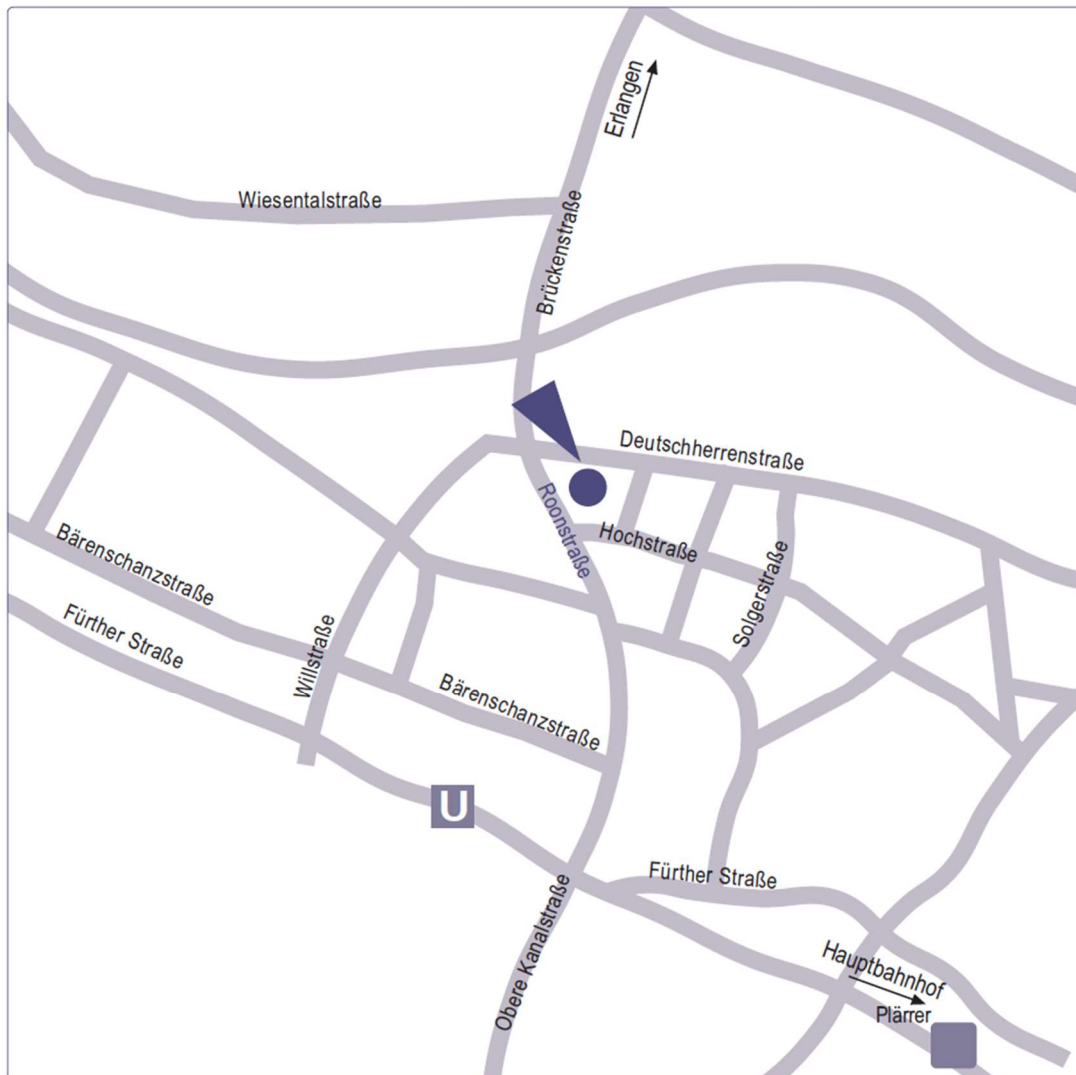 Erlangen
Wiesentalstraße
Brückenstraße
Deutschherrenstraße
Roonstraße
Hochstraße
Bärenschanzstraße
Solgerstraße
Fürther Straße
Willstraße
Bärenschanzstraße
U
Fürther Straße
Obere Kanalstraße
Hauptbahnhof
Plärrer